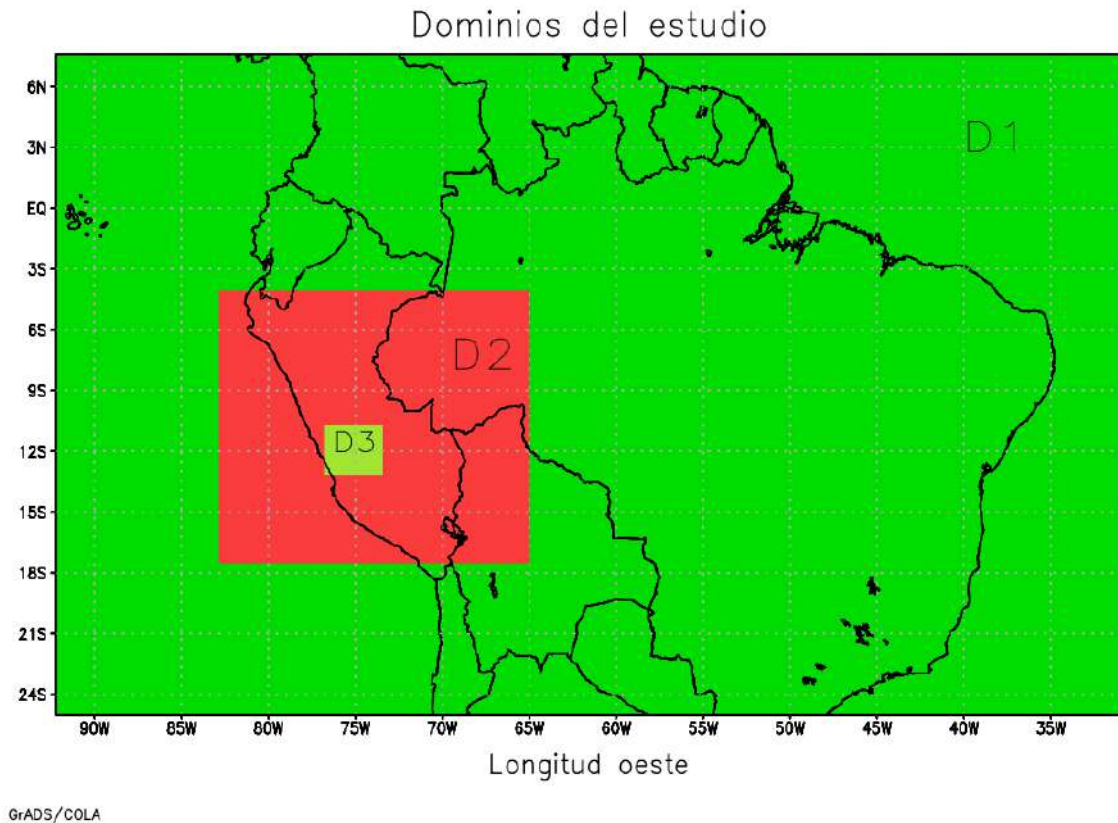 Dominios del estudio
6N
D1
3N
EQ
3S
6S
D2
9S
D3
12S
15S
18S
21S
24S
90W 85W 80W 75W 70W 65W 60W 55W 50W 45W 40W 35W
Longitud oeste
GrADS/COLA